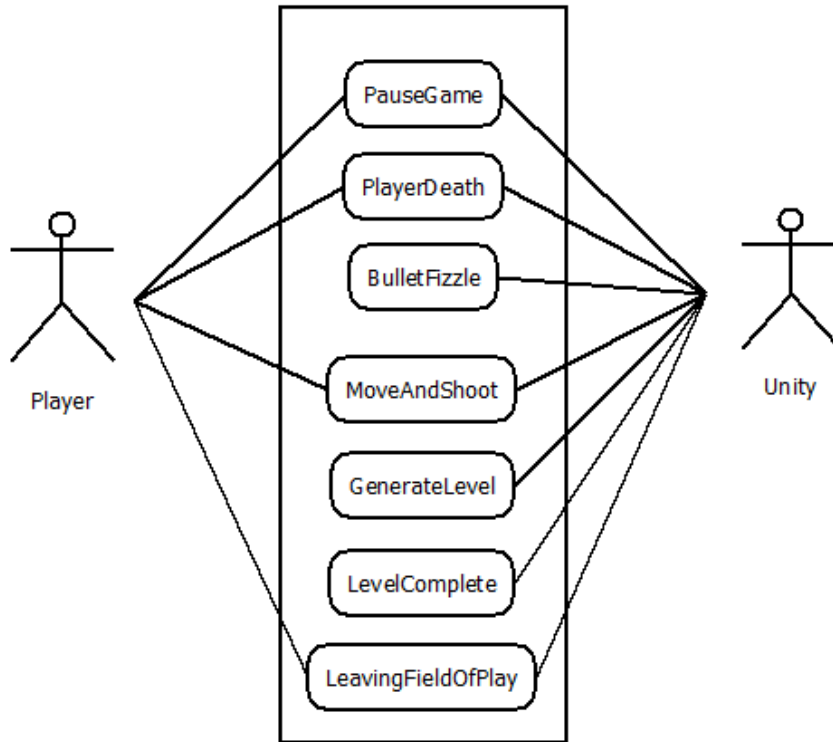 PauseGame
PlayerDeath
BulletFizzle
MoveAndShoot
Player
Unity
GenerateLevel
LevelComplete
LeavingFieldOfPlay